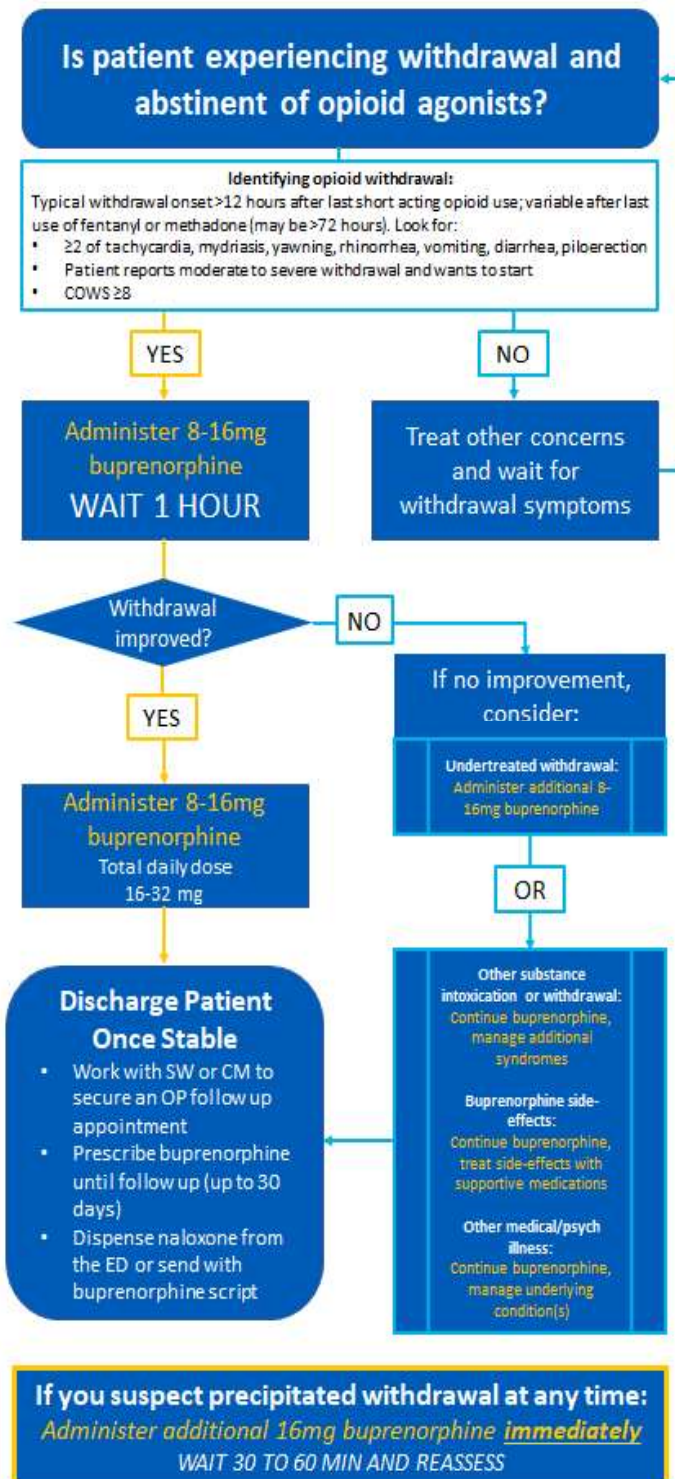 Is patient experiencing withdrawal and
abstinent of opioid agonists?
Identifying opioid withdrawal:
Typical withdrawal onset >12 hours after last short acting opioid use; variable after last
use of fentanyl or methadone (may be >72 hours). Look for:
• ≥2 of tachycardia, mydriasis, yawning, rhinorrhea, vomiting, diarrhea, piloerection
• Patient reports moderate to severe withdrawal and wants to start
• COWS ≥8
YES
NO
Administer 8-16mg
buprenorphine
WAIT 1 HOUR
Treat other concerns
and wait for
withdrawal symptoms
Withdrawal
improved?
NO
YES
If no improvement,
consider:
Undertreated withdrawal:
Administer additional 8-
16mg buprenorphine
Administer 8-16mg
buprenorphine
Total daily dose
16-32 mg
OR
Other substance
intoxication or withdrawal:
Continue buprenorphine,
manage additional
syndromes
Buprenorphine side-
effects:
Continue buprenorphine,
treat side-effects with
supportive medications
Other medical/psych
illness:
Continue buprenorphine,
manage underlying
condition(s)
Discharge Patient
Once Stable
• Work with SW or CM to
secure an OP follow up
appointment
• Prescribe buprenorphine
until follow up (up to 30
days)
• Dispense naloxone from
the ED or send with
buprenorphine script
If you suspect precipitated withdrawal at any time:
Administer additional 16mg buprenorphine immediately
WAIT 30 TO 60 MIN AND REASSESS